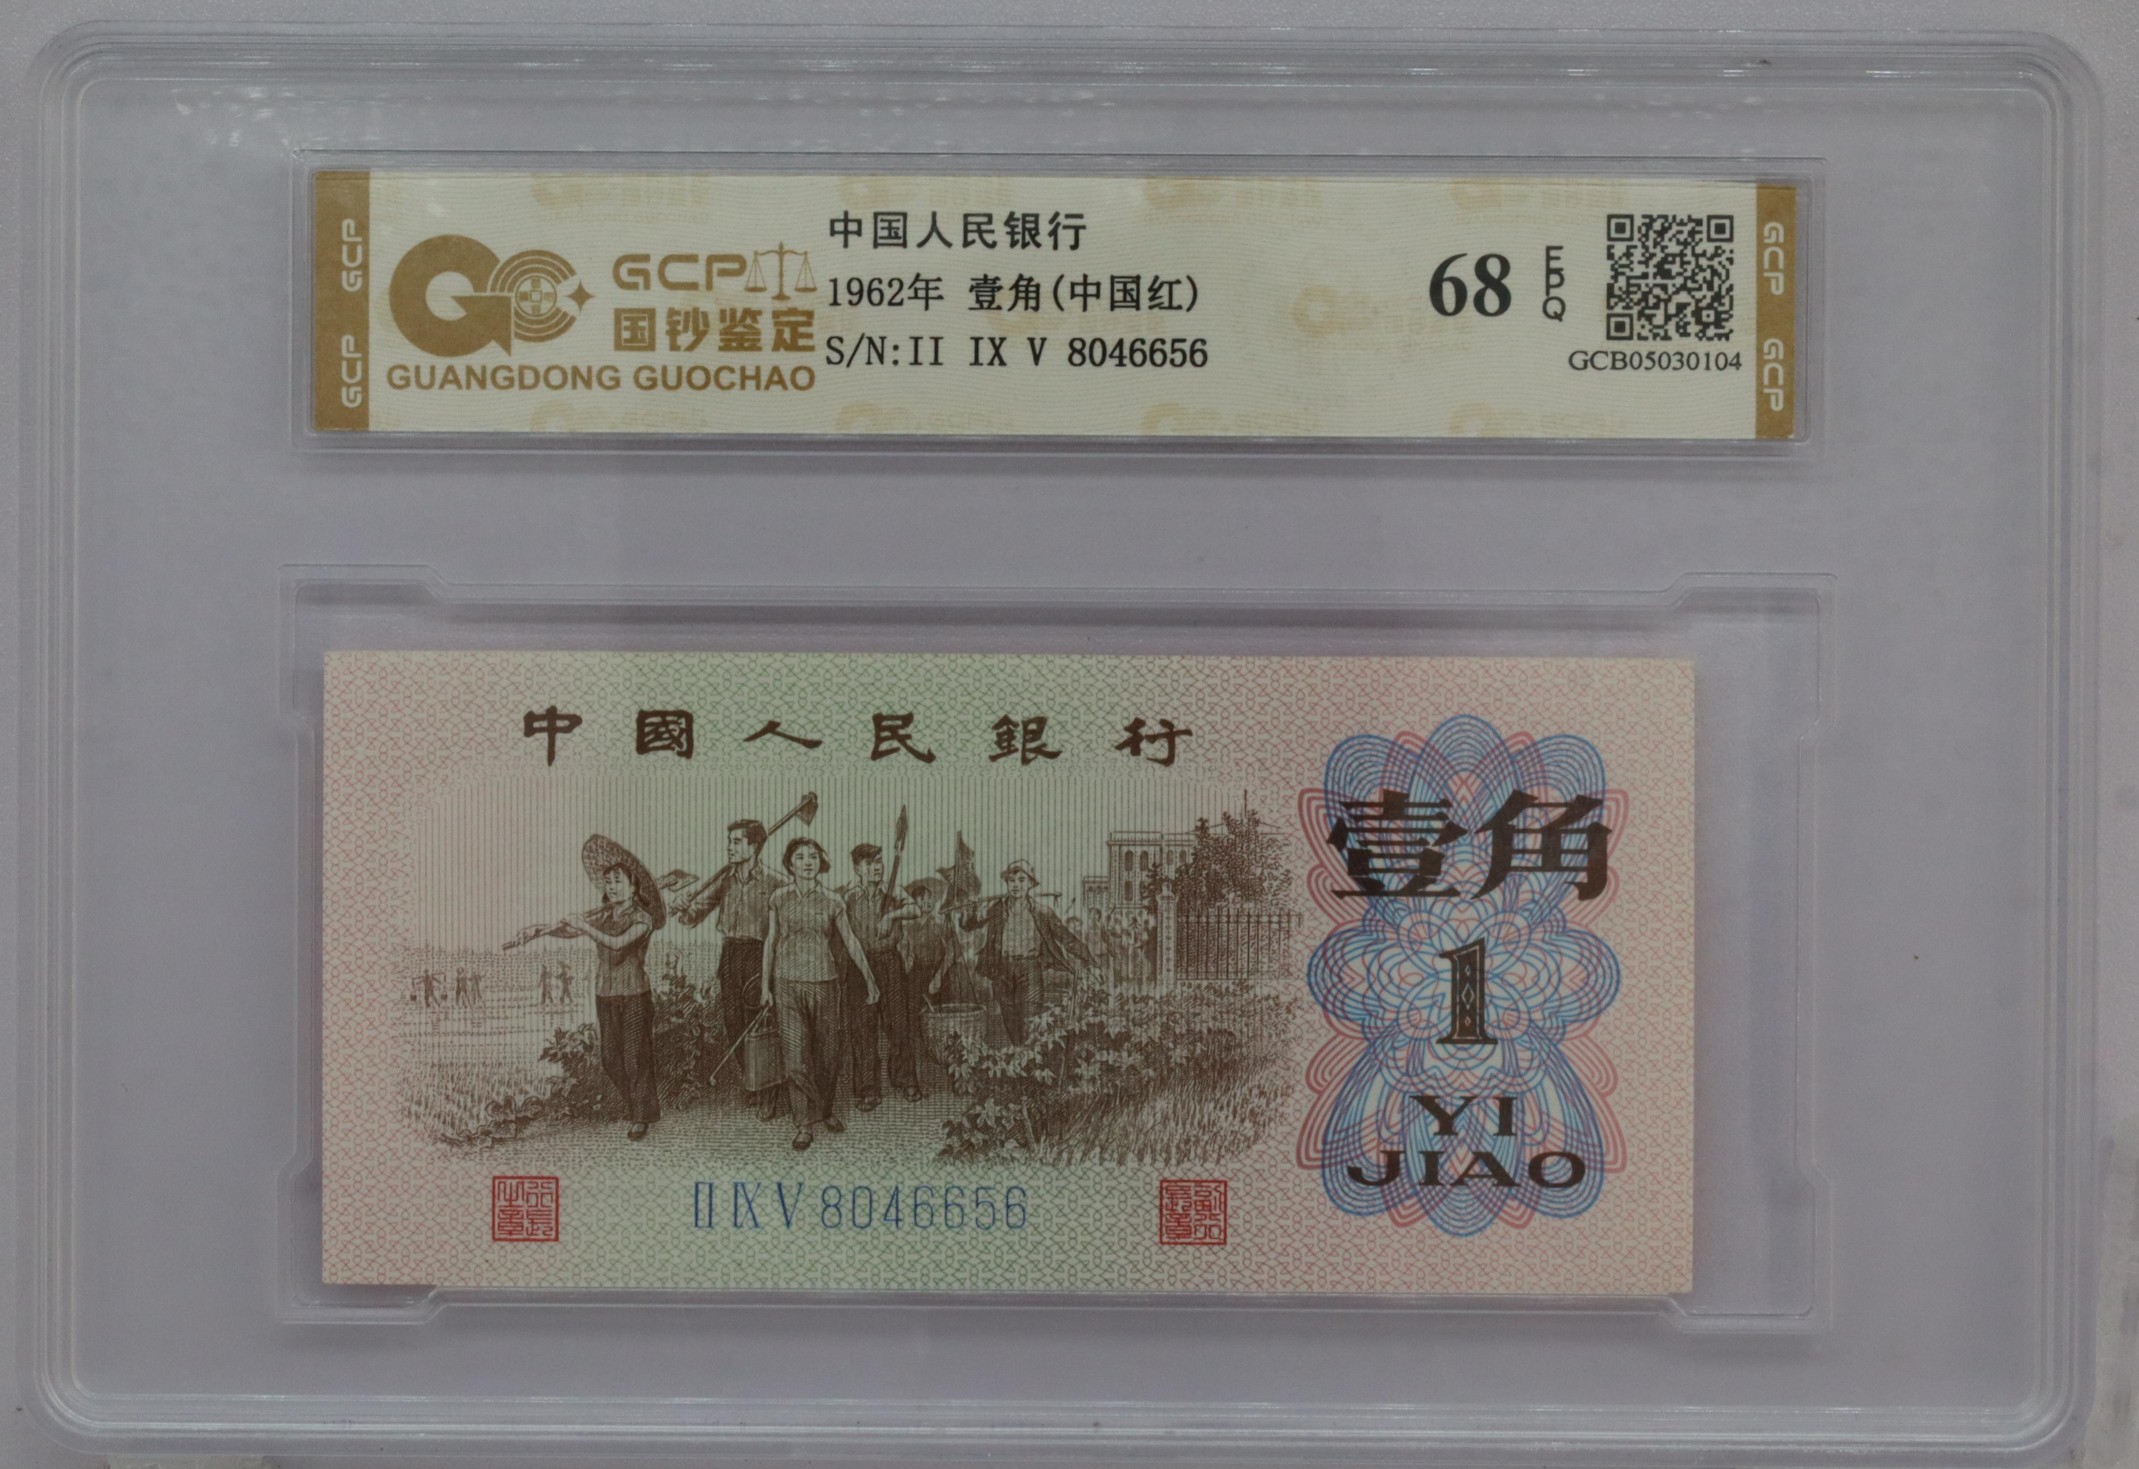 GCP GCP
GCP
国钞鉴定
GUANGDONG GUOCHAO
中国人民银行
1962年 壹角(中国红)
S/N:II IX V 8046656
68 EPQ
GCB05030104
GCP GCP
中國人民銀行
壹角
1
YI
JIAO
II IX V 8046656